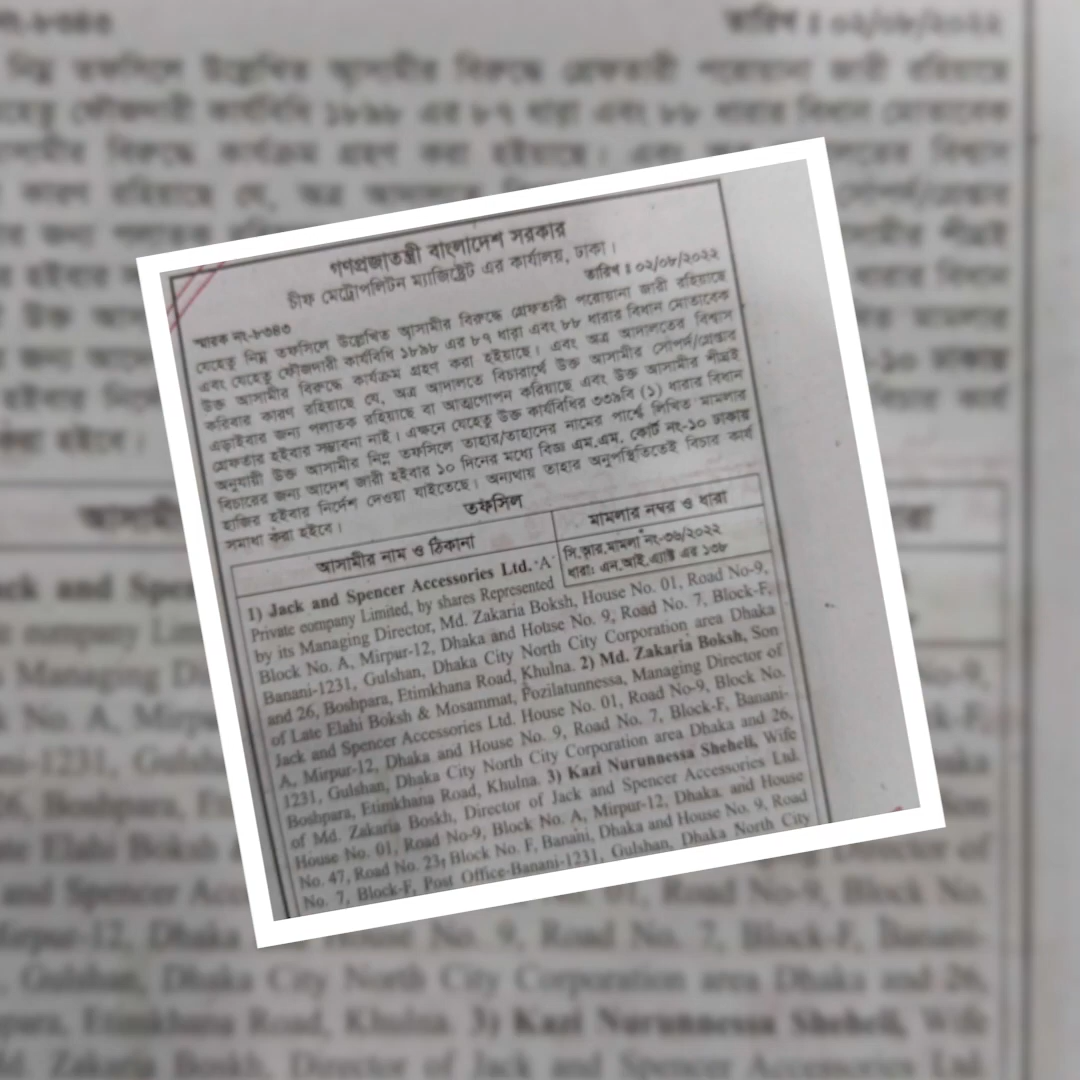 গণপ্রজাতন্ত্রী বাংলাদেশ সরকার
চীফ মেট্রোপলিটন ম্যাজিষ্ট্রেট এর কার্যালয়, ঢাকা।
স্মারক নং-৮৩৪৩ তারিখ ঃ ০২/০৮/২০২২
যেহেতু নিম্ন তফসিলে উল্লেখিত আসামীর বিরুদ্ধে গ্রেফতারী পরোয়ানা জারী রহিয়াছে
এবং যেহেতু ফৌজদারী কার্যবিধি ১৮৯৮ এর ৮৭ ধারা এবং ৮৮ ধারার বিধান মোতাবেক
উক্ত আসামীর বিরুদ্ধে কার্যক্রম গ্রহণ করা হইয়াছে। এবং অত্র আদালতের বিশ্বাস
করিবার কারণ রহিয়াছে যে, অত্র আদালতে বিচারার্থে উক্ত আসামীর সোপর্দ/গ্রেপ্তার
এড়াইবার জন্য পলাতক রহিয়াছে বা আত্মগোপন করিয়াছে এবং উক্ত আসামীর শীঘ্রই
গ্রেফতার হইবার সম্ভাবনা নাই। এক্ষনে যেহেতু উক্ত কার্যবিধির ৩৩৯বি (১) ধারার বিধান
অনুযায়ী উক্ত আসামীর নিম্ন তফসিলে তাহার/তাহাদের নামের পার্শ্বে লিখিত মামলার
বিচারের জন্য আদেশ জারী হইবার ১০ দিনের মধ্যে বিজ্ঞ এম.এম. কোর্ট নং-১০ ঢাকায়
হাজির হইবার নির্দেশ দেওয়া যাইতেছে। অন্যথায় তাহার অনুপস্থিতিতেই বিচার কার্য
সমাধা করা হইবে।
তফসিল
আসামীর নাম ও ঠিকানা মামলার নম্বর ও ধারা
সি.আর.মামলা নং-৩৬/২০২২
ধারা: এন.আই.এ্যাক্ট এর ১৩৮
1) Jack and Spencer Accessories Ltd. A
Private company Limited, by shares Represented
by its Managing Director, Md. Zakaria Boksh, House No. 01, Road No-9,
Block No. A, Mirpur-12, Dhaka and House No. 9, Road No. 7, Block-F,
Banani-1231, Gulshan, Dhaka City North City Corporation area Dhaka
and 26, Boshpara, Etimkhana Road, Khulna. 2) Md. Zakaria Boksh, Son
of Late Elahi Boksh & Mosammat, Pozilatunnessa, Managing Director of
Jack and Spencer Accessories Ltd. House No. 01, Road No-9, Block No.
A, Mirpur-12, Dhaka and House No. 9, Road No. 7, Block-F, Banani-
1231, Gulshan, Dhaka City North City Corporation area Dhaka and 26,
Boshpara, Etimkhana Road, Khulna. 3) Kazi Nurunnessa Sheheli, Wife
of Md. Zakaria Boskh, Director of Jack and Spencer Accessories Ltd.
House No. 01, Road No-9, Block No. A, Mirpur-12, Dhaka. and House
No. 47, Road No. 23, Block No. F, Banani, Dhaka and House No. 9, Road
No. 7, Block-F, Post Office-Banani-1231, Gulshan, Dhaka North City